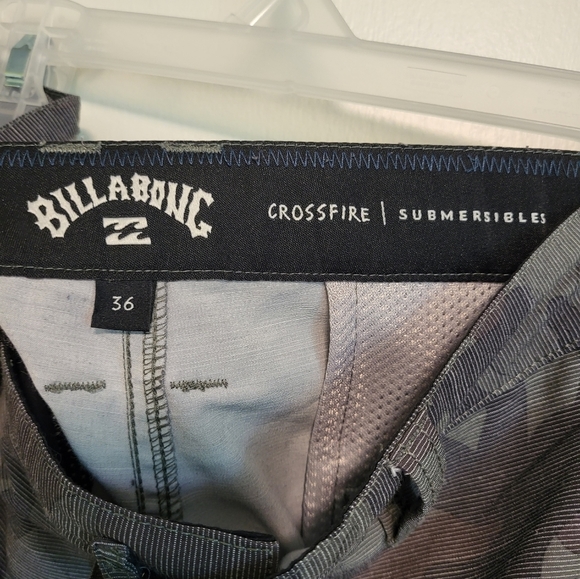 BILLABONG
CROSSFIRE | SUBMERSIBLES
36